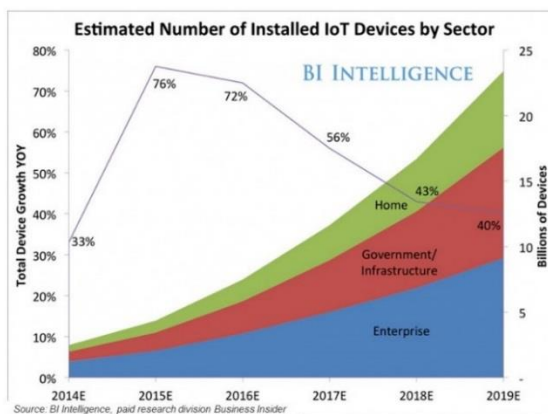 Estimated Number of Installed IoT Devices by Sector
BI INTELLIGENCE
Total Device Growth YOY
80%
70%
60%
50%
40%
30%
20%
10%
0%
33%
76%
72%
56%
43%
40%
Home
Government/
Infrastructure
Enterprise
25
20
15
10
5
-
Billions of Devices
2014E 2015E 2016E 2017E 2018E 2019E
Source: BI Intelligence, paid research division Business Insider